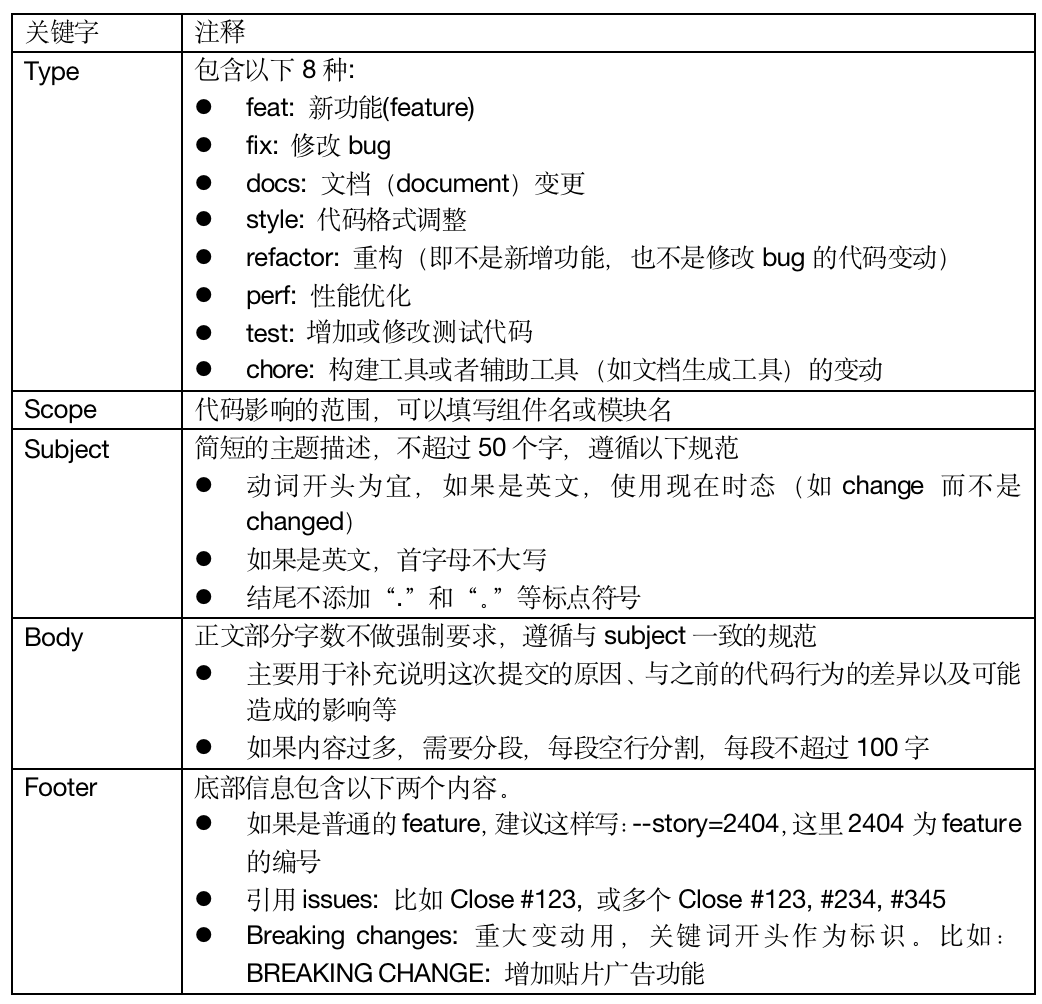 关键字 注释
Type 包含以下 8 种:
● feat: 新功能(feature)
● fix: 修改 bug
● docs: 文档（document）变更
● style: 代码格式调整
● refactor: 重构（即不是新增功能，也不是修改 bug 的代码变动）
● perf: 性能优化
● test: 增加或修改测试代码
● chore: 构建工具或者辅助工具（如文档生成工具）的变动
Scope 代码影响的范围，可以填写组件名或模块名
Subject 简短的主题描述，不超过 50 个字，遵循以下规范
● 动词开头为宜，如果是英文，使用现在时态（如 change 而不是
changed）
● 如果是英文，首字母不大写
● 结尾不添加“.”和“。”等标点符号
Body 正文部分字数不做强制要求，遵循与 subject 一致的规范
● 主要用于补充说明这次提交的原因、与之前的代码行为的差异以及可能
造成的影响等
● 如果内容过多，需要分段，每段空行分割，每段不超过 100 字
Footer 底部信息包含以下两个内容。
● 如果是普通的 feature, 建议这样写: --story=2404, 这里 2404 为 feature
的编号
● 引用 issues: 比如 Close #123, 或多个 Close #123, #234, #345
● Breaking changes: 重大变动用，关键词开头作为标识。比如:
BREAKING CHANGE: 增加贴片广告功能